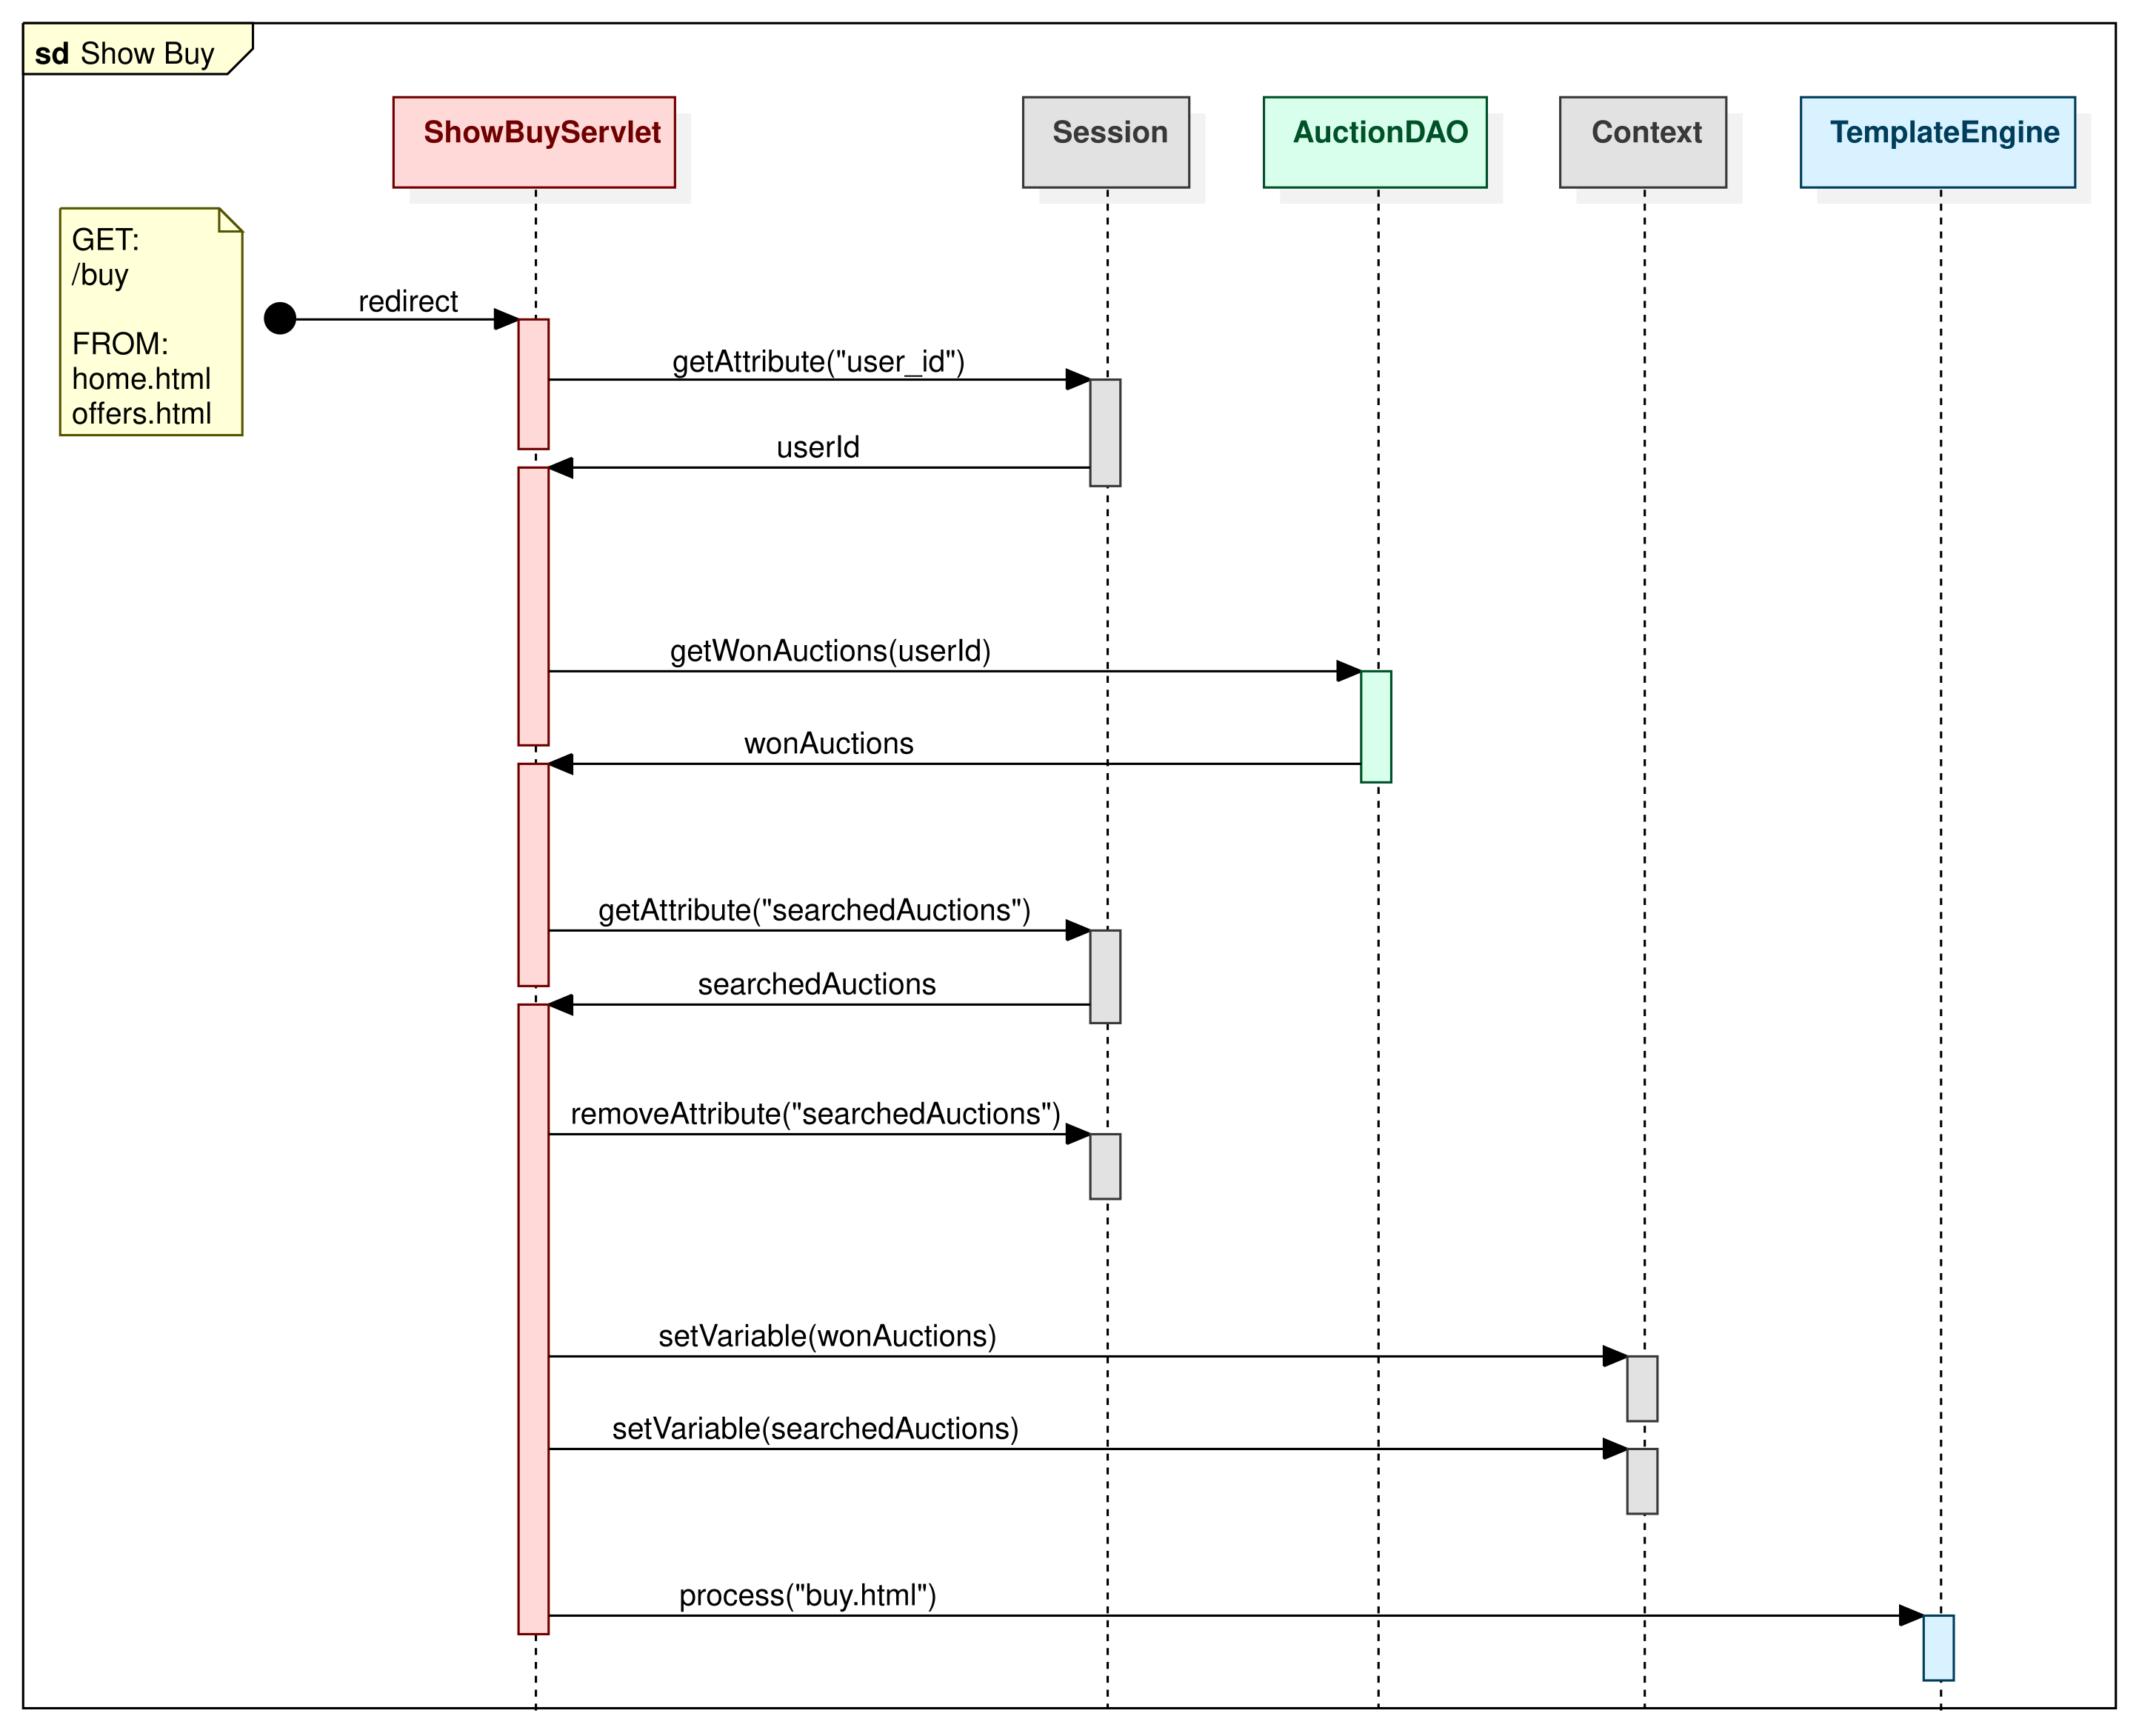 sd Show Buy
ShowBuyServlet
Session
AuctionDAO
Context
TemplateEngine
GET:
/buy
FROM:
home.html
offers.html
redirect
getAttribute("user_id")
userId
getWonAuctions(userId)
wonAuctions
getAttribute("searchedAuctions")
searchedAuctions
removeAttribute("searchedAuctions")
setVariable(wonAuctions)
setVariable(searchedAuctions)
process("buy.html")